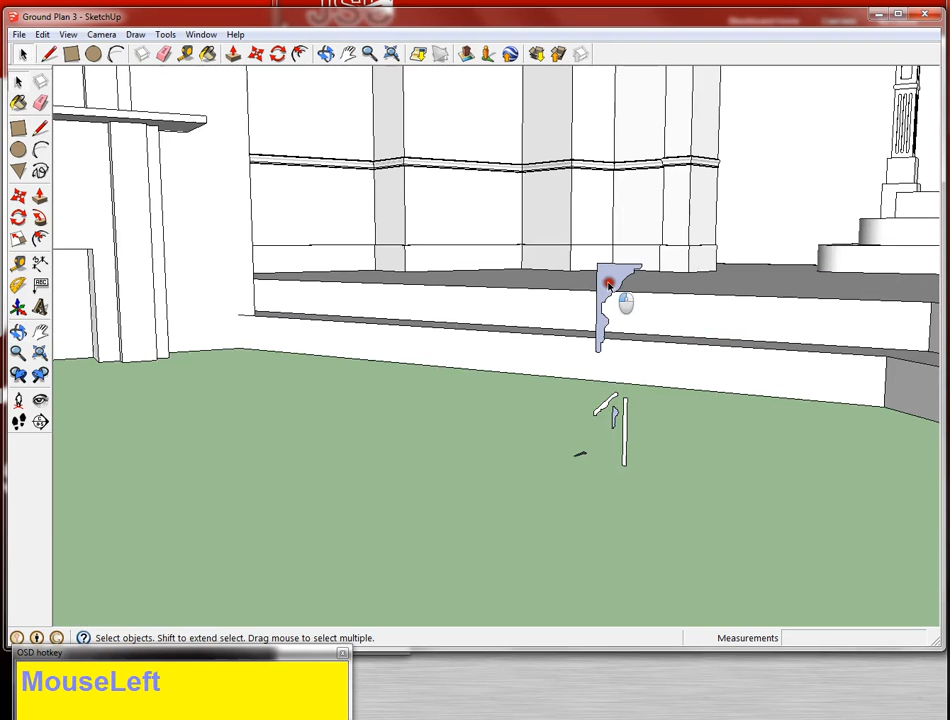 Ground Plan 3 - SketchUp
File Edit View Camera Draw Tools Window Help
ABC
Select objects. Shift to extend select. Drag mouse to select multiple.
Measurements
OSD hotkey
MouseLeft